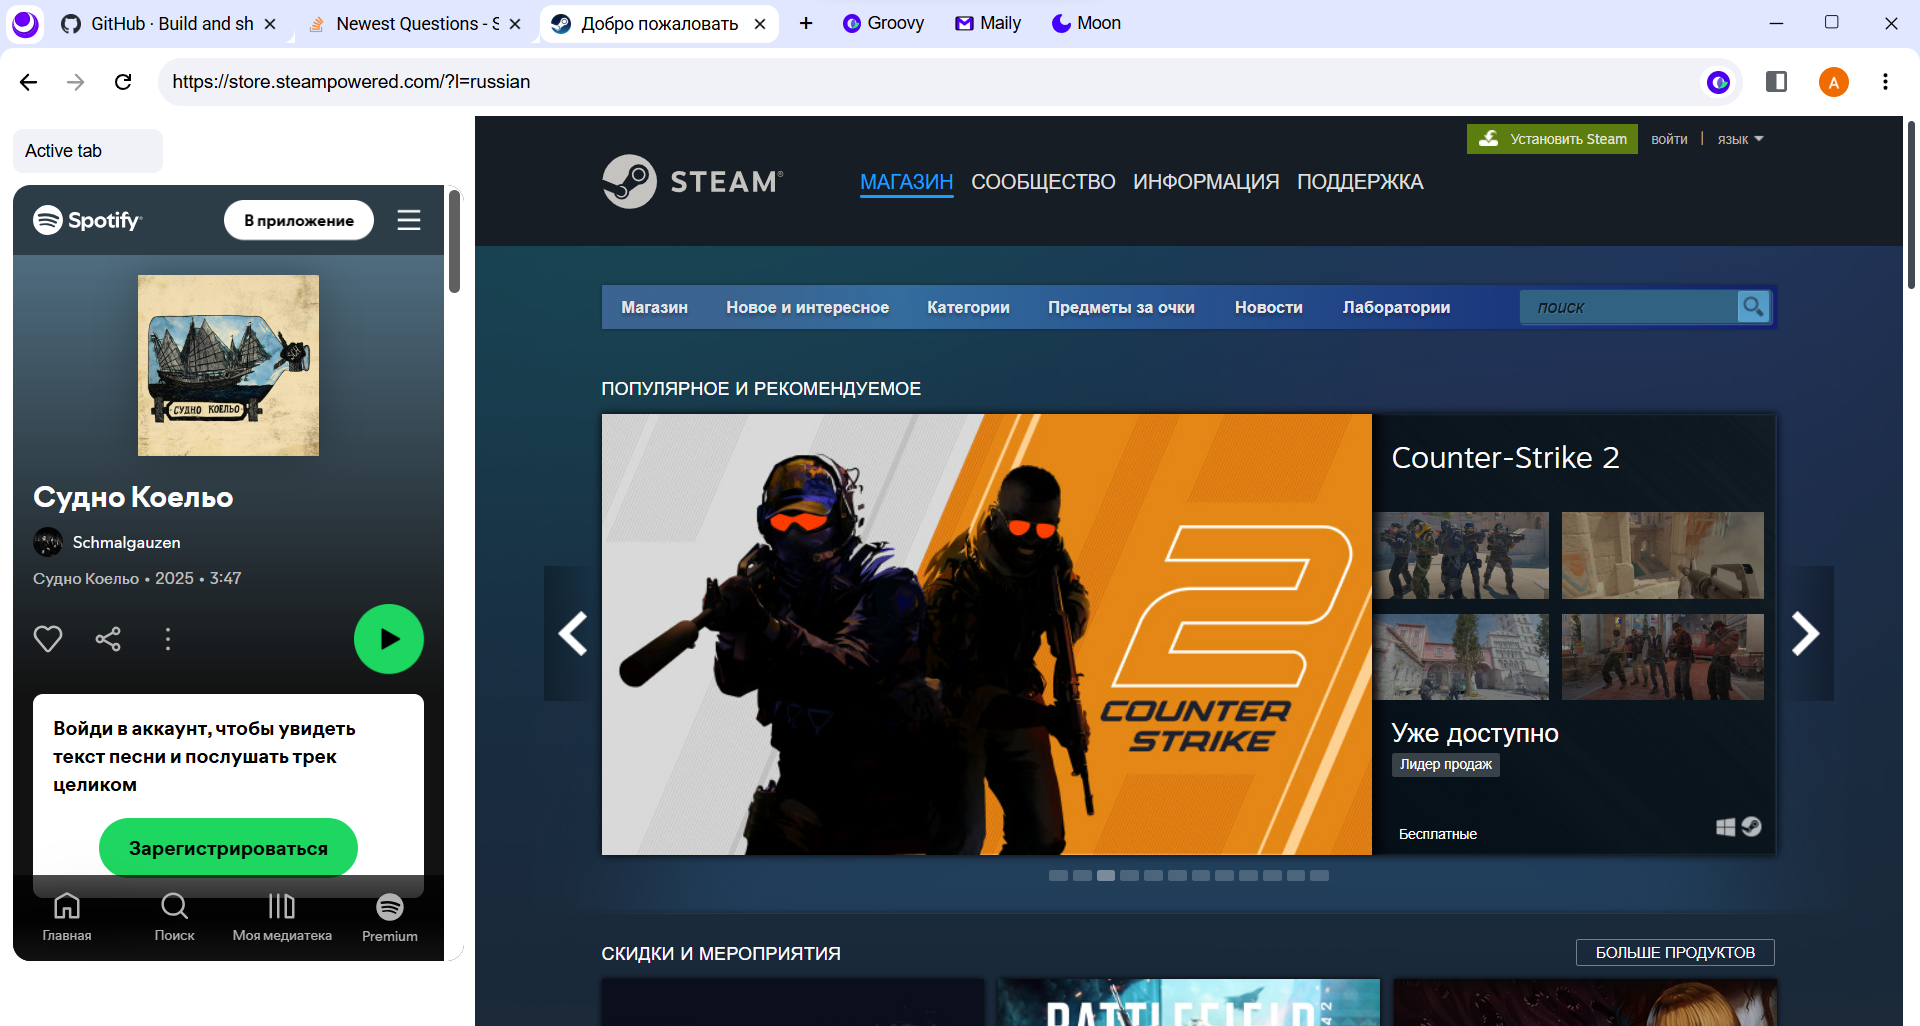 GitHub · Build and sh
Newest Questions - S
Добро пожаловать
Groovy
Maily
Moon
https://store.steampowered.com/?l=russian
A
Active tab
Spotify
В приложение
СУДНО КОЕЛЬО
Судно Коельо
Schmalgauzen
Судно Коельо • 2025 • 3:47
Войди в аккаунт, чтобы увидеть
текст песни и послушать трек
целиком
Зарегистрироваться
Главная
Поиск
Моя медиатека
Premium
Установить Steam
войти
|
язык
STEAM®
МАГАЗИН
СООБЩЕСТВО
ИНФОРМАЦИЯ
ПОДДЕРЖКА
Магазин
Новое и интересное
Категории
Предметы за очки
Новости
Лаборатории
поиск
ПОПУЛЯРНОЕ И РЕКОМЕНДУЕМОЕ
2
COUNTER
STRIKE
Counter-Strike 2
Уже доступно
Лидер продаж
Бесплатные
СКИДКИ И МЕРОПРИЯТИЯ
БОЛЬШЕ ПРОДУКТОВ
BATTLEFIELD